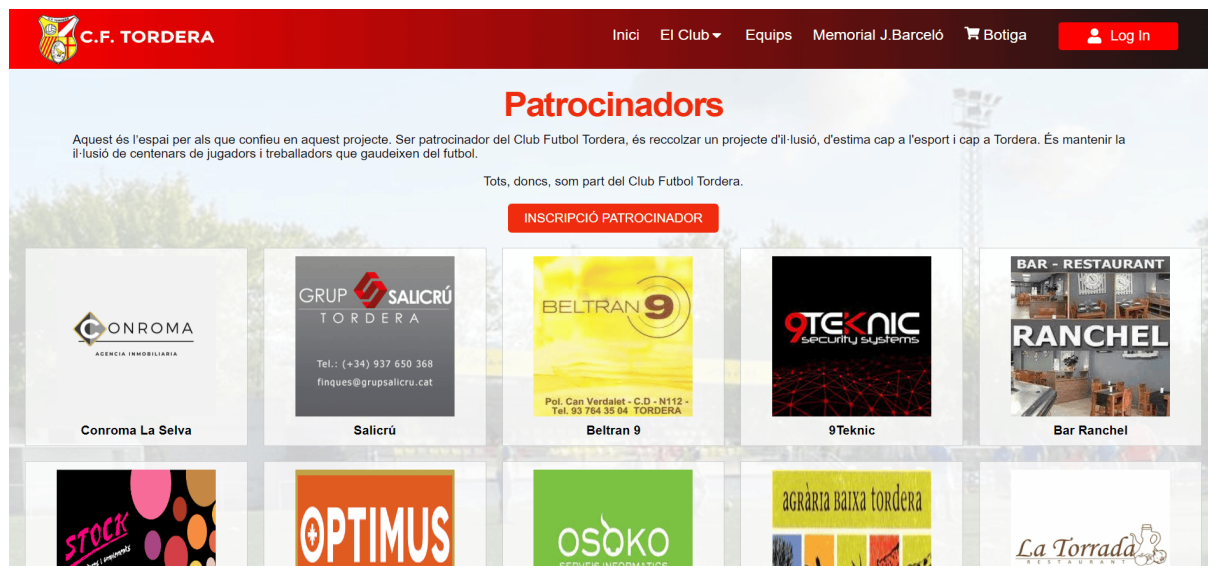 C.F. TORDERA
Inici El Club Equips Memorial J.Barceló Botiga Log In
Patrocinadors
Aquest és l'espai per als que confieu en aquest projecte. Ser patrocinador del Club Futbol Tordera, és reccolzar un projecte d'il·lusió, d'estima cap a l'esport i cap a Tordera. És mantenir la
il·lusió de centenars de jugadors i treballadors que gaudeixen del futbol.
Tots, doncs, som part del Club Futbol Tordera.
INSCRIPCIÓ PATROCINADOR
CONROMA
AGENCIA INMOBILIARIA
Conroma La Selva
GRUP SALICRÚ
TORDERA
Tel.: (+34) 937 650 368
finques@grupsalicru.cat
Salicrú
BELTRAN 9
Pol. Can Verdalet - C.D - N112 -
Tel. 93 764 35 04 TORDERA
Beltran 9
9TEKNIC
security systems
9Teknic
BAR - RESTAURANT
RANCHEL
Bar Ranchel
STOCK
OPTIMUS
OSOKO
SERVEIS INFORMATICS
agrària baixa tordera
La Torrada
RESTAURANT